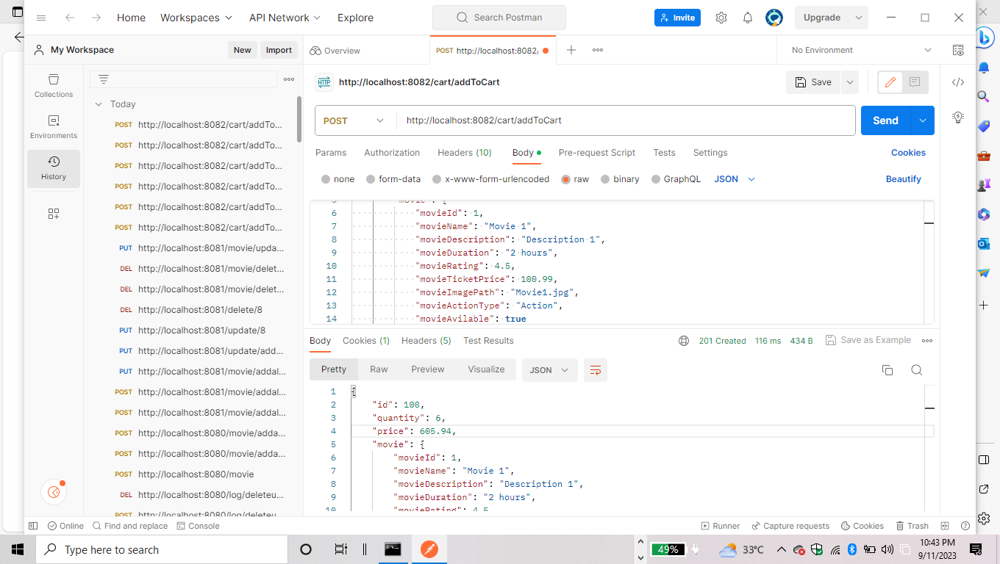 Home Workspaces API Network Explore Search Postman Invite Upgrade
My Workspace New Import Overview POST http://localhost:8082/ No Environment
Collections
Environments
History
Today
POST http://localhost:8082/cart/addTo...
POST http://localhost:8082/cart/addTo...
POST http://localhost:8082/cart/addTo...
POST http://localhost:8082/cart/addTo...
POST http://localhost:8082/cart/addTo...
POST http://localhost:8082/cart/addTo...
PUT http://localhost:8081/movie/upda...
DEL http://localhost:8081/movie/delet...
DEL http://localhost:8081/movie/delet...
DEL http://localhost:8081/delete/8
PUT http://localhost:8081/update/8
PUT http://localhost:8081/update/add...
PUT http://localhost:8081/movie/addal...
POST http://localhost:8081/movie/addal...
POST http://localhost:8081/movie/addal...
POST http://localhost:8080/movie/adda...
POST http://localhost:8080/movie/adda...
POST http://localhost:8080/movie
DEL http://localhost:8080/log/deleteu...
POST http://localhost:8080/log/deleteu
HTTP http://localhost:8082/cart/addToCart Save
POST http://localhost:8082/cart/addToCart Send
Params Authorization Headers (10) Body Pre-request Script Tests Settings Cookies
none form-data x-www-form-urlencoded raw binary GraphQL JSON Beautify
5 "movie": {
6 "movieId": 1,
7 "movieName": "Movie 1",
8 "movieDescription": "Description 1",
9 "movieDuration": "2 hours",
10 "movieRating": 4.5,
11 "movieTicketPrice": 100.99,
12 "movieImagePath": "Movie1.jpg",
13 "movieActionType": "Action",
14 "movieAvilable": true
Body Cookies (1) Headers (5) Test Results 201 Created 116 ms 434 B Save as Example
Pretty Raw Preview Visualize JSON
1 {
2 "id": 100,
3 "quantity": 6,
4 "price": 605.94,
5 "movie": {
6 "movieId": 1,
7 "movieName": "Movie 1",
8 "movieDescription": "Description 1",
9 "movieDuration": "2 hours",
10 "movieRating": 4.5
Online Find and replace Console Runner Capture requests Cookies Trash
Type here to search 49% 33°C 10:43 PM
9/11/2023